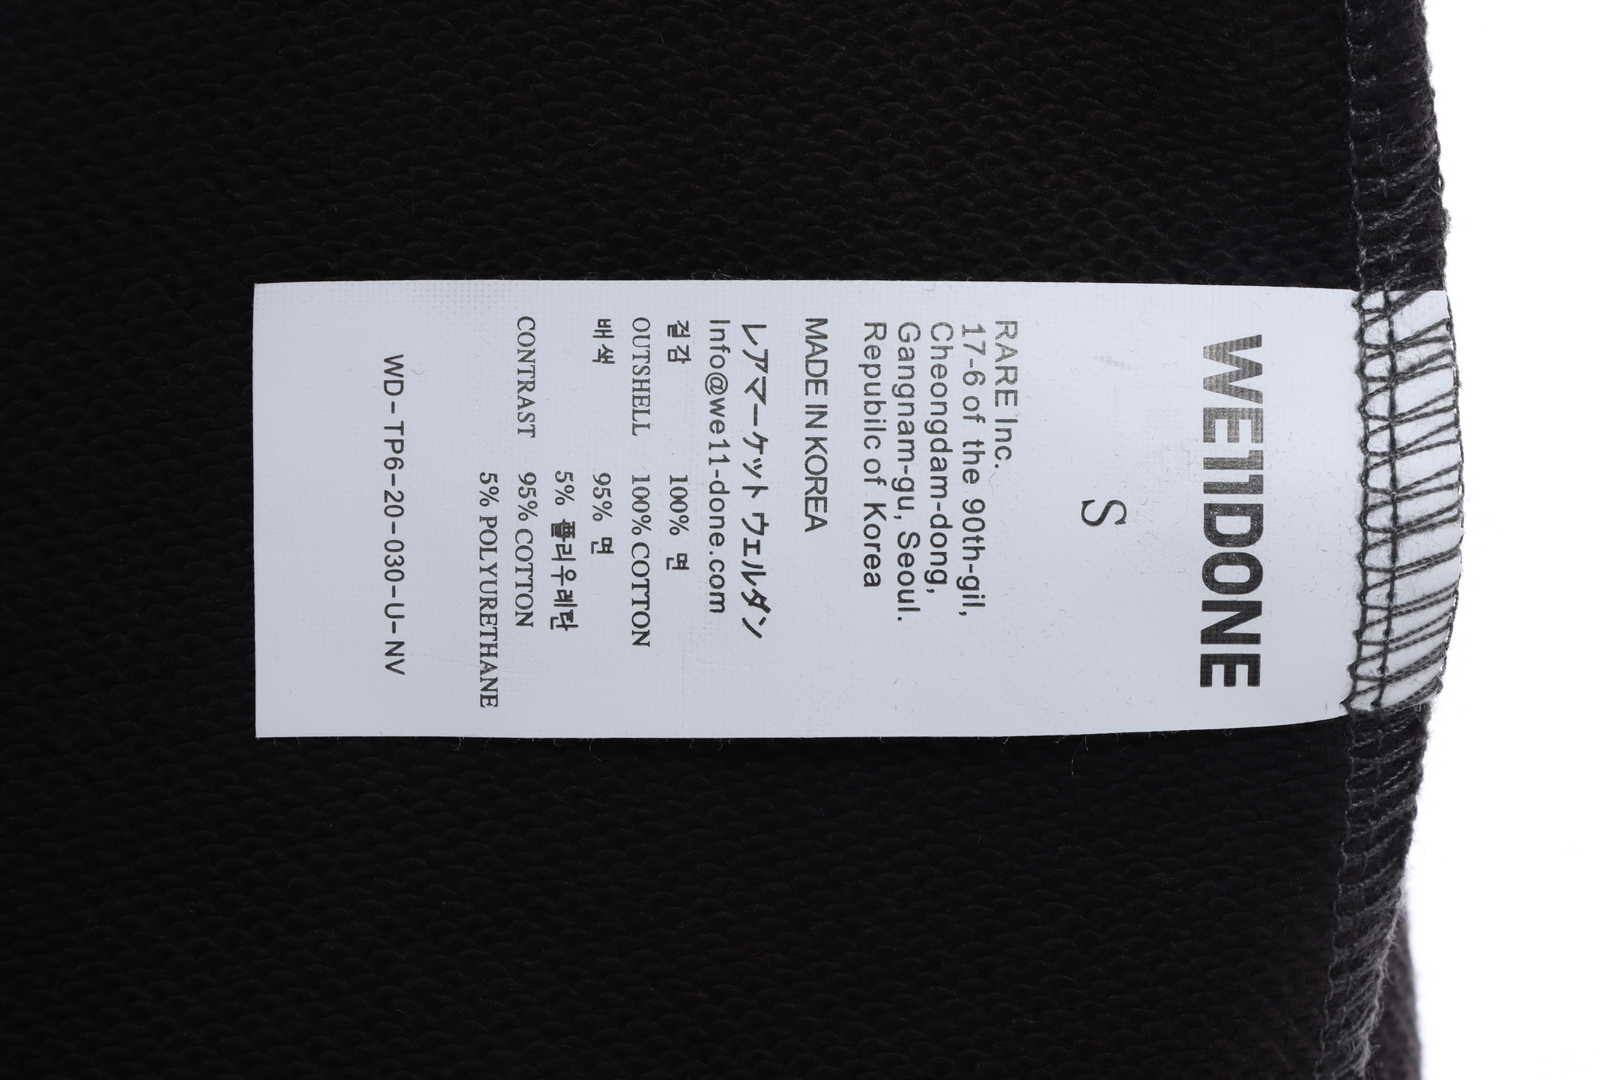 WE11DONE
S
RARE Inc.
17-6 of the 90th-gil,
Cheongdam-dong,
Gangnam-gu, Seoul.
Repubilc of Korea
MADE IN KOREA
レアマーケット ウェルダン
Info@we11-done.com
걸감 100% 면
OUTSHELL 100% COTTON
배색 95% 면
5% 폴리우레탄
CONTRAST 95% COTTON
5% POLYURETHANE
WD-TP6-20-030-U-NV